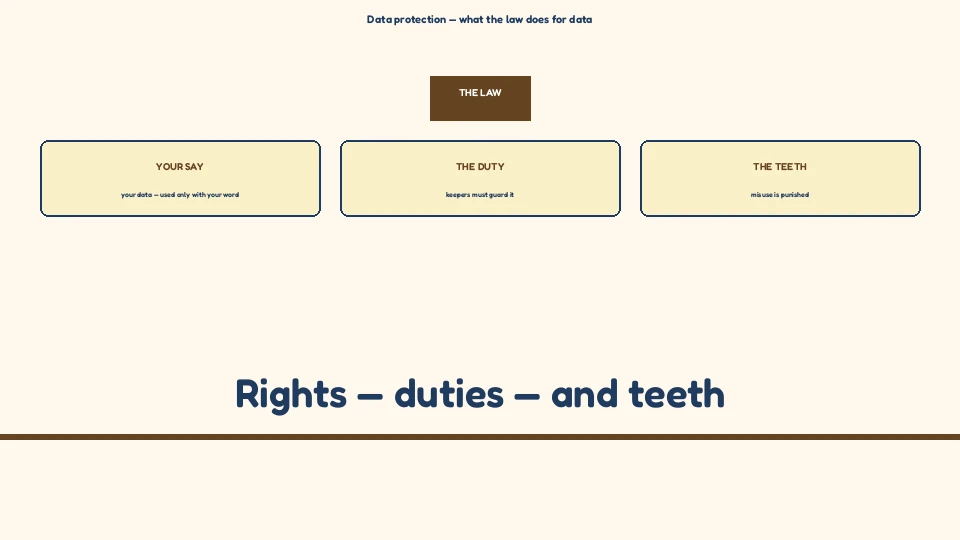 Data protection — what the law does for data
THE LAW
YOUR SAY
your data — used only with your word
THE DUTY
keepers must guard it
THE TEETH
misuse is punished
Rights — duties — and teeth